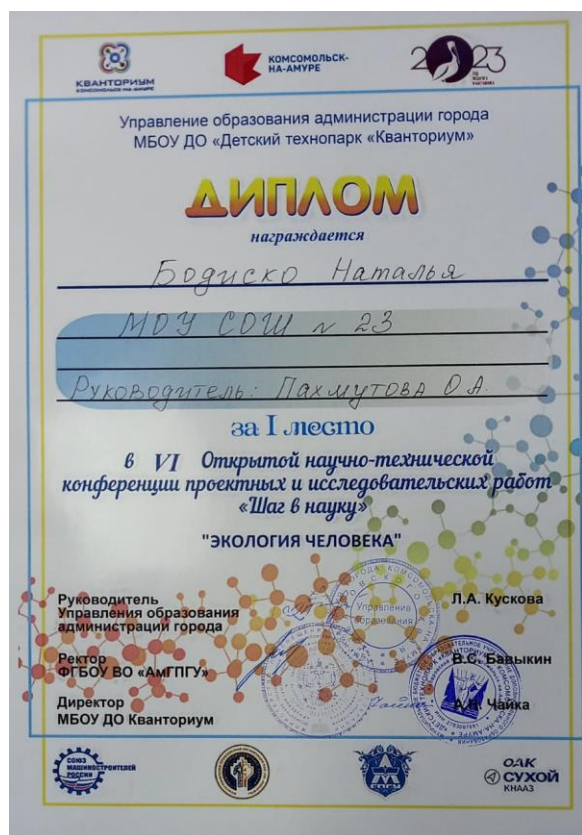 КВАНТОРИУМ
КОМСОМОЛЬСК-НА-АМУРЕ
КОМСОМОЛЬСК-
НА-АМУРЕ
2023
Управление образования администрации города
МБОУ ДО «Детский технопарк «Кванториум»
ДИПЛОМ
награждается
Бодиско Наталья
МОУ СОШ № 23
Руководитель: Пахмутова О.А.
за I место
в VI Открытой научно-технической
конференции проектных и исследовательских работ
«Шаг в науку»
"ЭКОЛОГИЯ ЧЕЛОВЕКА"
Руководитель
Управления образования
администрации города
Л.А. Кускова
Управление
образования
Ректор
ФГБОУ ВО «АмГПГУ»
В.С. Бавыкин
Директор
МБОУ ДО Кванториум
Чайка
СОЮЗ
МАШИНОСТРОИТЕЛЕЙ
РОССИИ
ОАК
СУХОЙ
КНААЗ